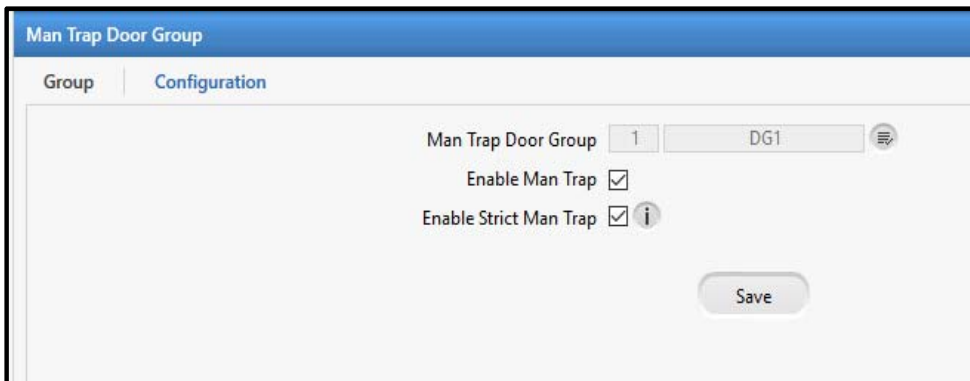 Man Trap Door Group
Group Configuration
Man Trap Door Group 1 DG1
Enable Man Trap
Enable Strict Man Trap i
Save